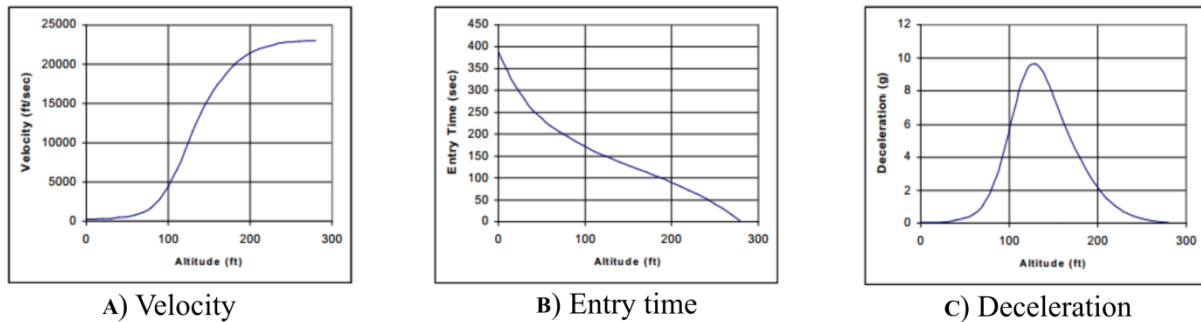 25000
20000
15000
10000
5000
0
Velocity (ft/sec)
0 100 200 300
Altitude (ft)
A) Velocity
450
400
350
300
250
200
150
100
50
0
Entry Time (sec)
0 100 200 300
Altitude (ft)
B) Entry time
12
10
8
6
4
2
0
Deceleration (g)
0 100 200 300
Altitude (ft)
C) Deceleration